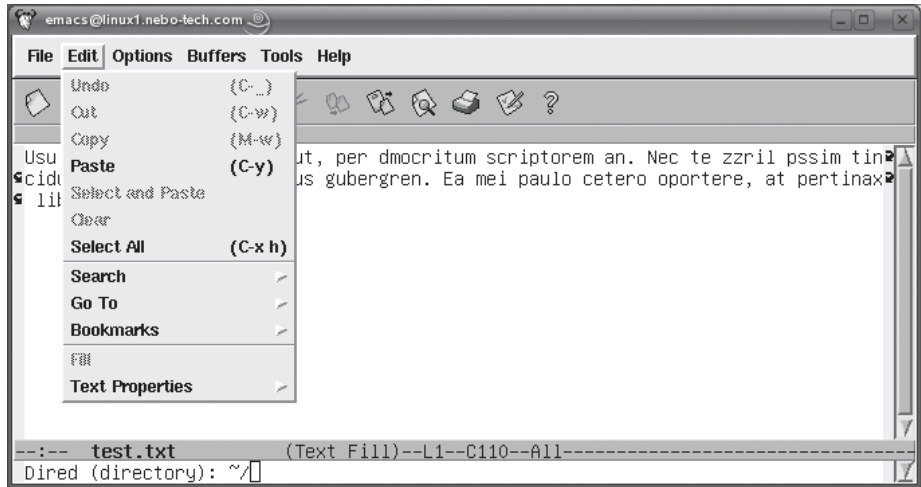 emacs@linux1.nebo-tech.com
File Edit Options Buffers Tools Help
Undo (C-_)
Cut (C-w)
Copy (M-w)
Paste (C-y)
Select and Paste
Clear
Select All (C-x h)
Search
Go To
Bookmarks
Fill
Text Properties
Usu ut, per dmocritum scriptorem an. Nec te zzril pssim tin
cidu us gubergren. Ea mei paulo cetero oportere, at pertinax
lib
--:-- test.txt (Text Fill)--L1--C110--All----------------------------------
Dired (directory): ~/